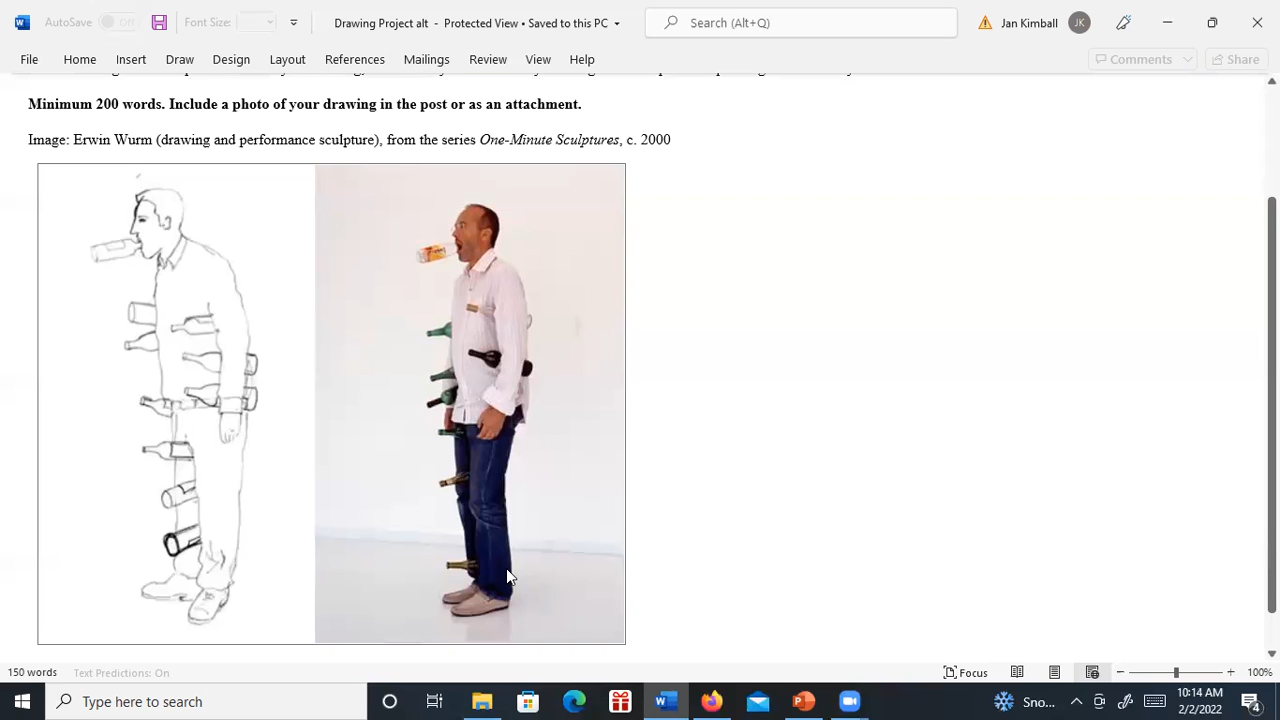 AutoSave Off Font Size: Drawing Project alt - Protected View • Saved to this PC Search (Alt+Q) Jan Kimball JK
File Home Insert Draw Design Layout References Mailings Review View Help Comments Share
Minimum 200 words. Include a photo of your drawing in the post or as an attachment.
Image: Erwin Wurm (drawing and performance sculpture), from the series One-Minute Sculptures, c. 2000
150 words Text Predictions: On Focus 100%
Type here to search Sno... 10:14 AM
2/2/2022 4